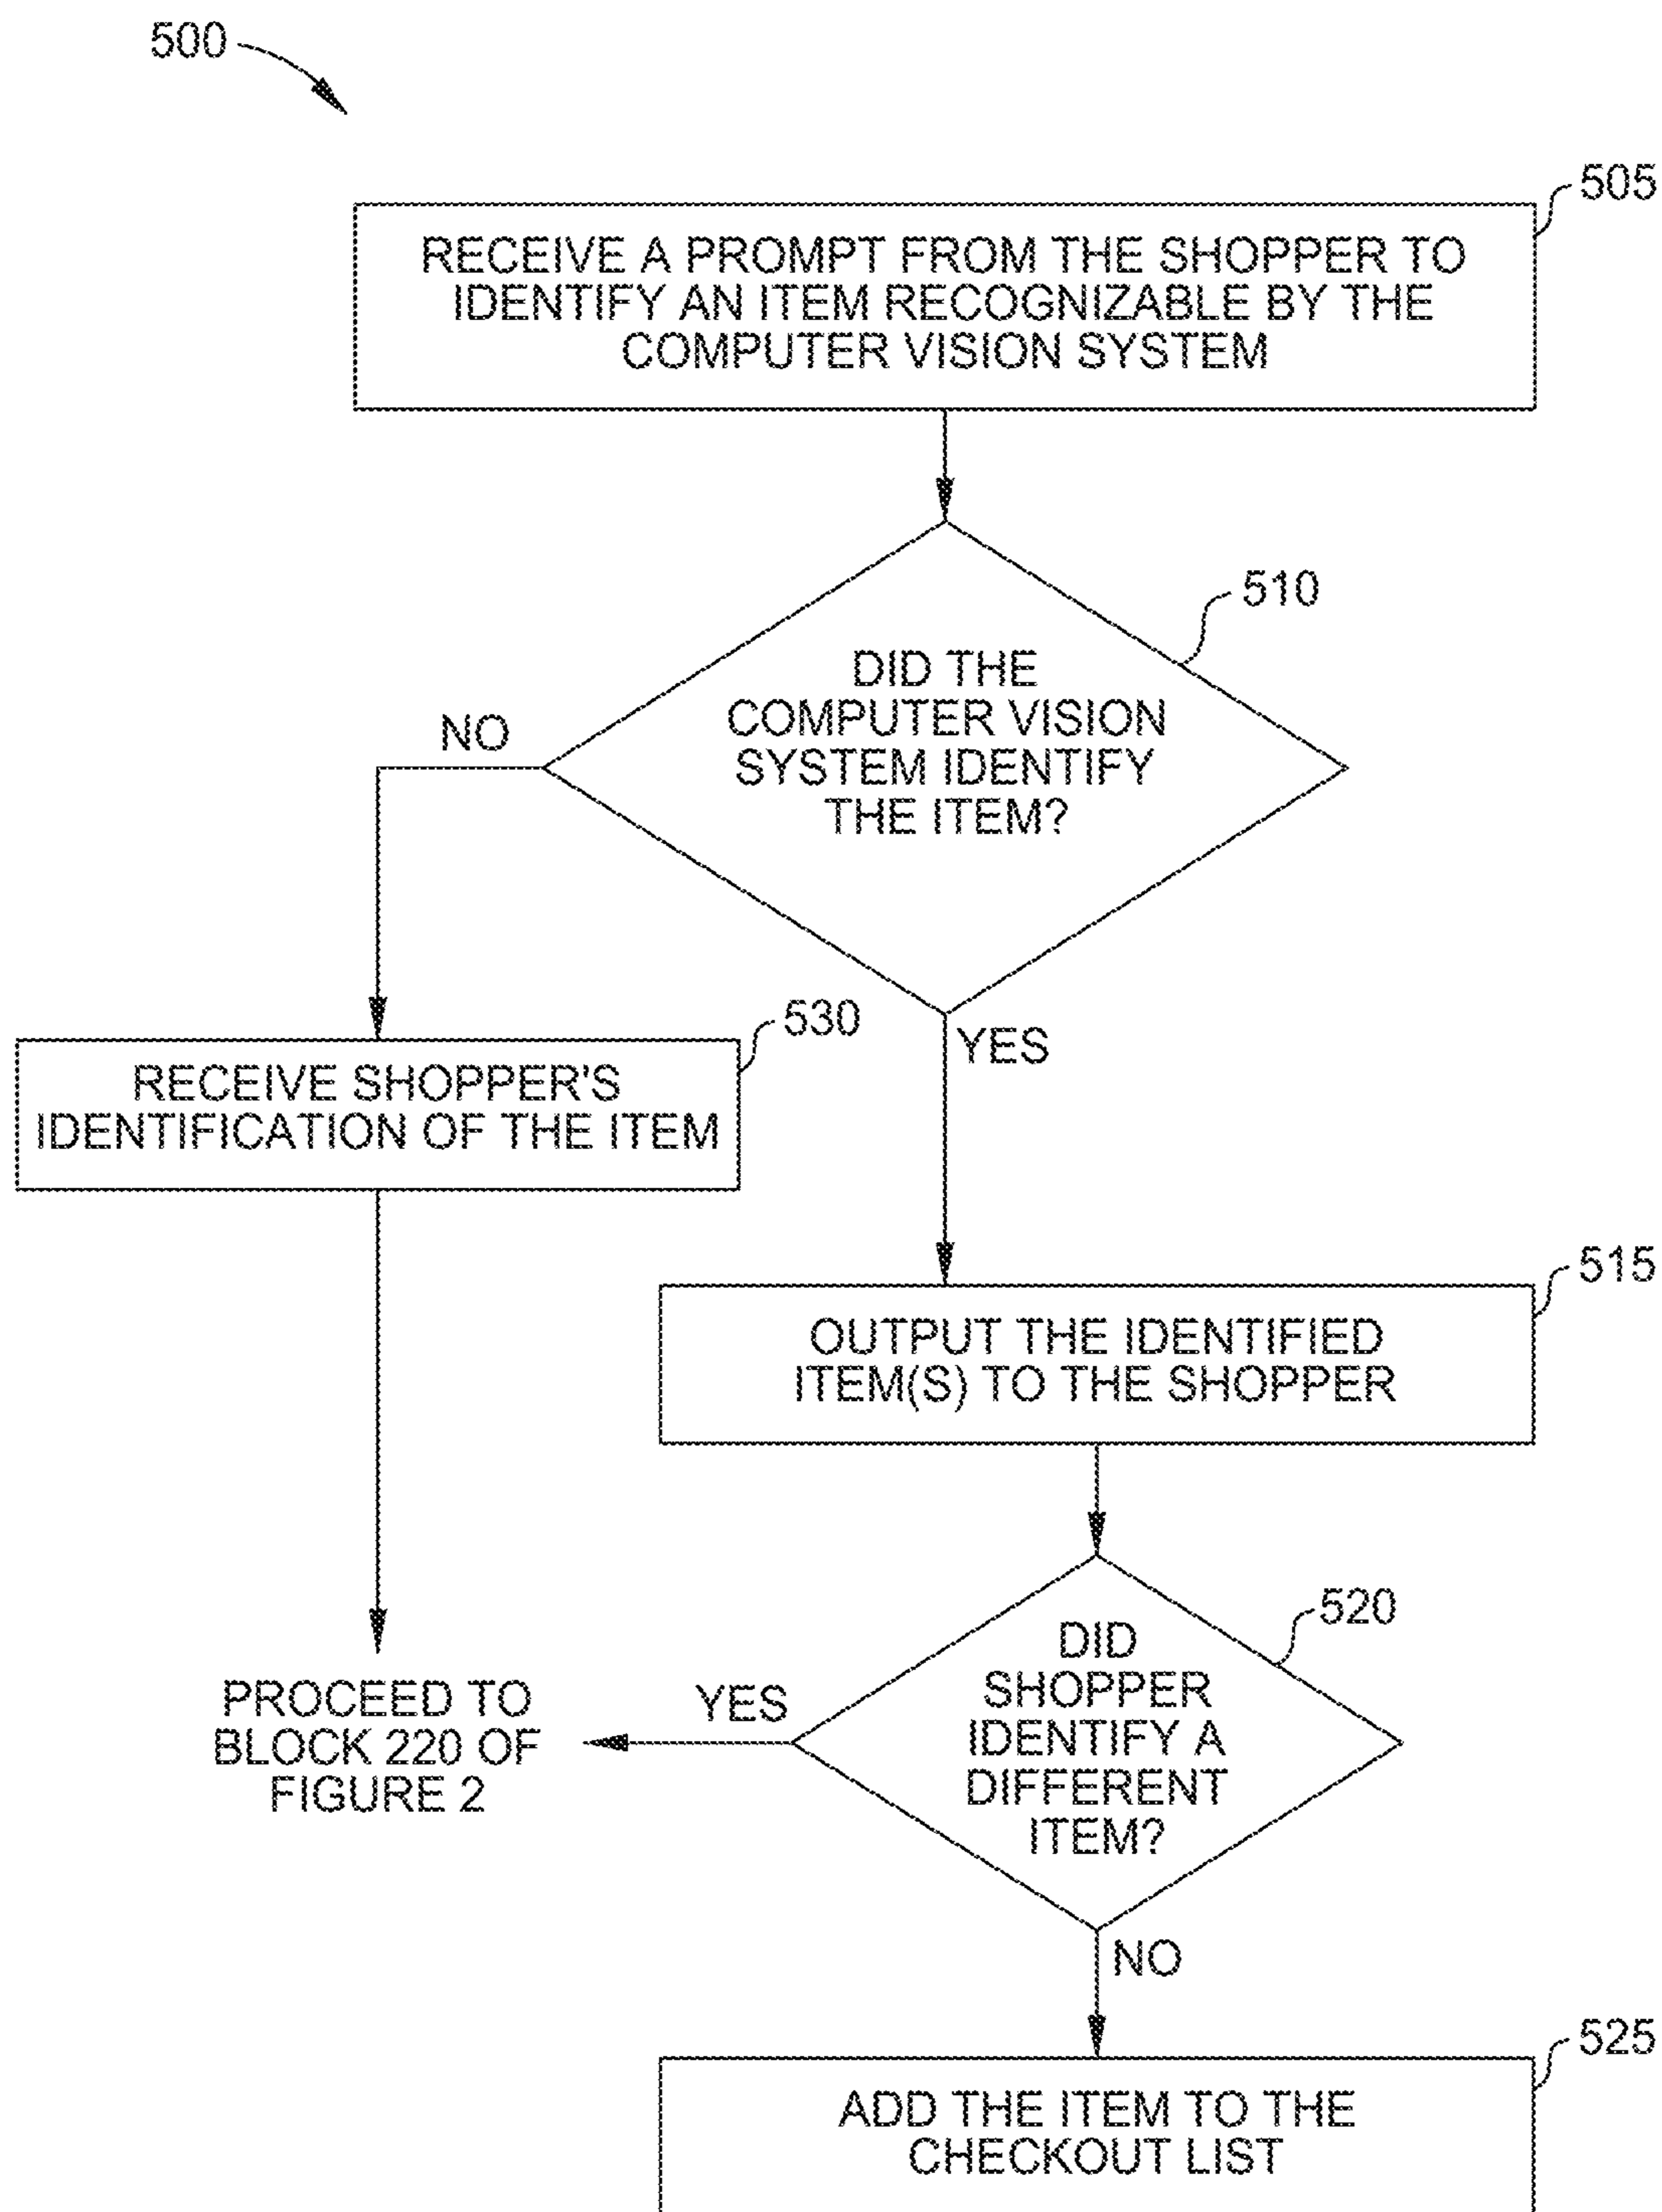 500
505
RECEIVE A PROMPT FROM THE SHOPPER TO
IDENTIFY AN ITEM RECOGNIZABLE BY THE
COMPUTER VISION SYSTEM
510
DID THE
COMPUTER VISION
SYSTEM IDENTIFY
THE ITEM?
NO
YES
530
RECEIVE SHOPPER'S
IDENTIFICATION OF THE ITEM
515
OUTPUT THE IDENTIFIED
ITEM(S) TO THE SHOPPER
520
DID
SHOPPER
IDENTIFY A
DIFFERENT
ITEM?
YES
PROCEED TO
BLOCK 220 OF
FIGURE 2
NO
525
ADD THE ITEM TO THE
CHECKOUT LIST